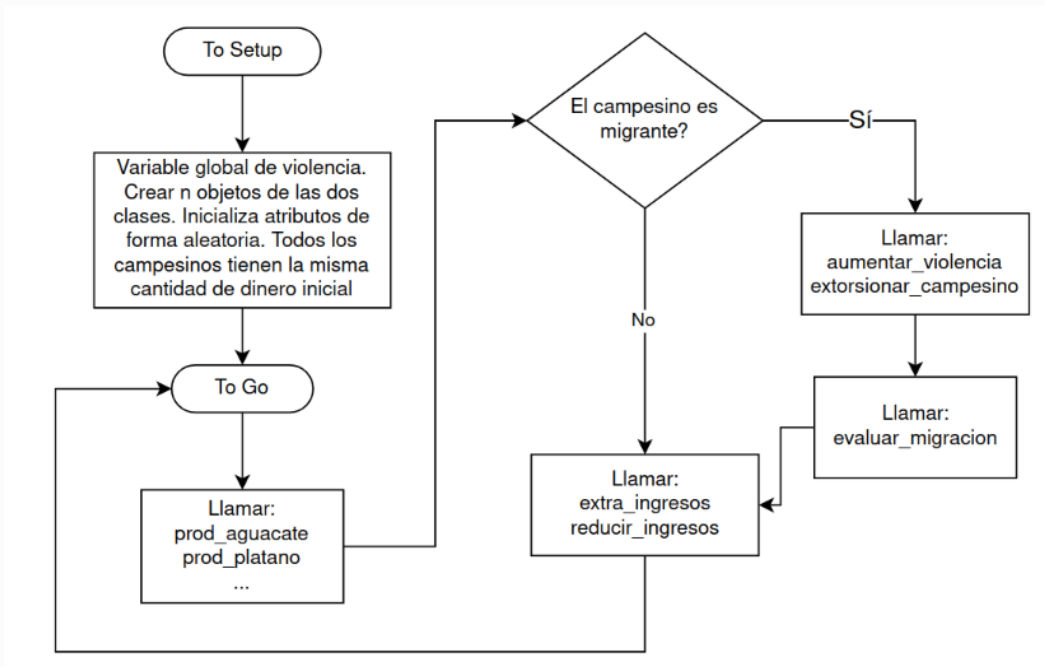 To Setup
Variable global de violencia.
Crear n objetos de las dos
clases. Inicializa atributos de
forma aleatoria. Todos los
campesinos tienen la misma
cantidad de dinero inicial
To Go
Llamar:
prod_aguacate
prod_platano
...
El campesino es
migrante?
Sí
No
Llamar:
aumentar_violencia
extorsionar_campesino
Llamar:
evaluar_migracion
Llamar:
extra_ingresos
reducir_ingresos